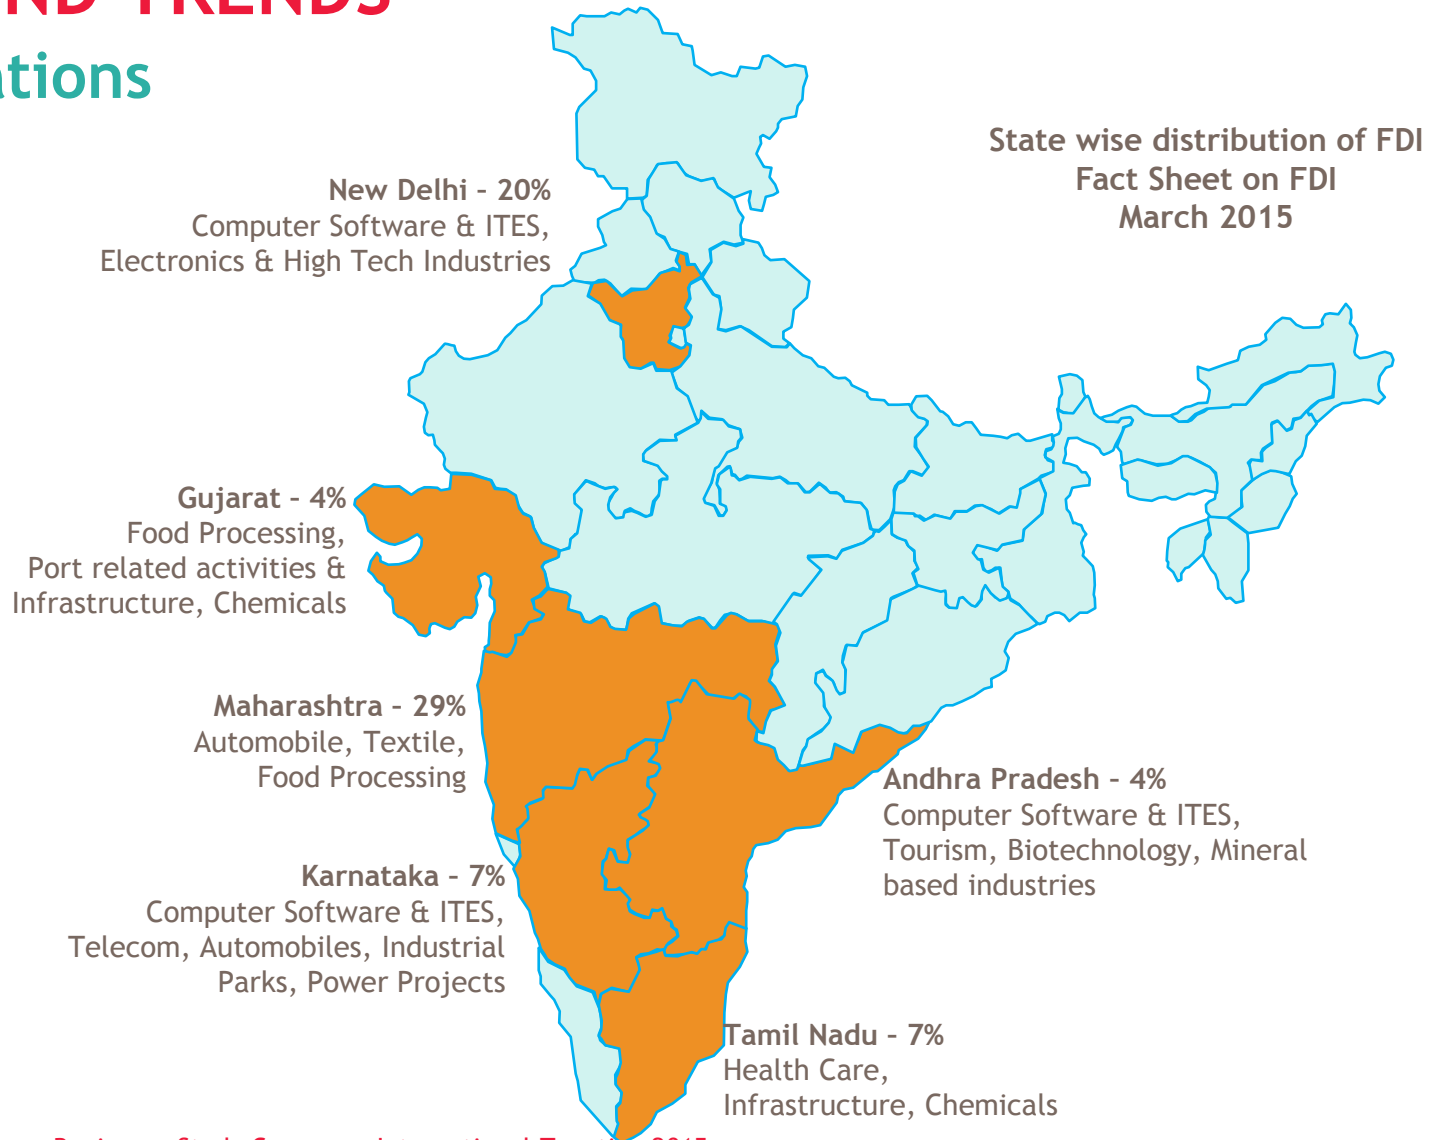 ND TRENDS
ations
State wise distribution of FDI
Fact Sheet on FDI
March 2015
New Delhi – 20%
Computer Software & ITES,
Electronics & High Tech Industries
Gujarat – 4%
Food Processing,
Port related activities &
Infrastructure, Chemicals
Maharashtra – 29%
Automobile, Textile,
Food Processing
Andhra Pradesh – 4%
Computer Software & ITES,
Tourism, Biotechnology, Mineral
based industries
Karnataka – 7%
Computer Software & ITES,
Telecom, Automobiles, Industrial
Parks, Power Projects
Tamil Nadu – 7%
Health Care,
Infrastructure, Chemicals